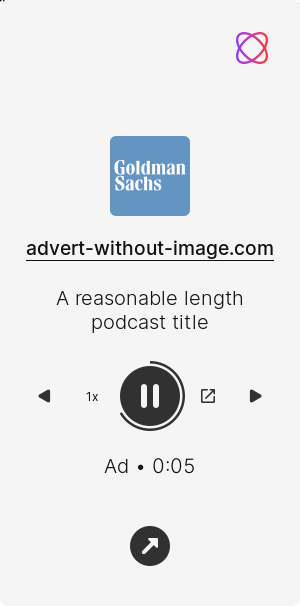 Goldman
Sachs
advert-without-image.com
A reasonable length
podcast title
1x
Ad • 0:05